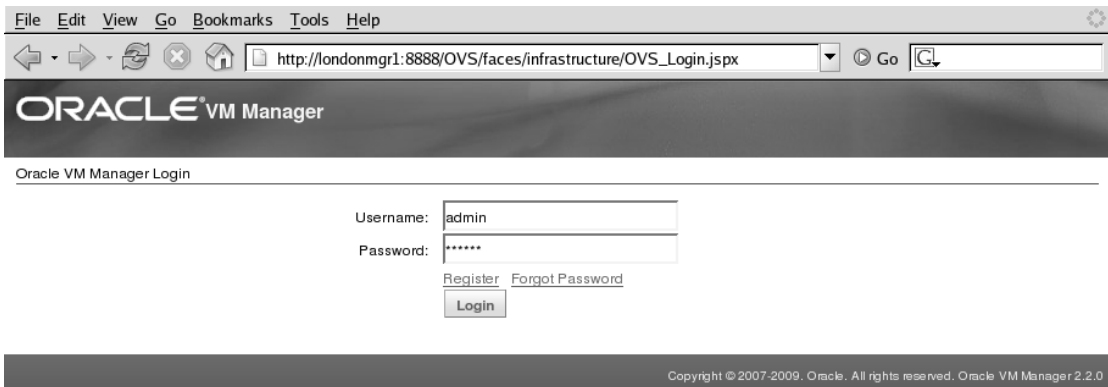 File Edit View Go Bookmarks Tools Help
http://londonmgr1:8888/OVS/faces/infrastructure/OVS_Login.jspx Go G
ORACLE VM Manager
Oracle VM Manager Login
Username: admin
Password: ******
Register Forgot Password
Login
Copyright © 2007-2009. Oracle. All rights reserved. Oracle VM Manager 2.2.0